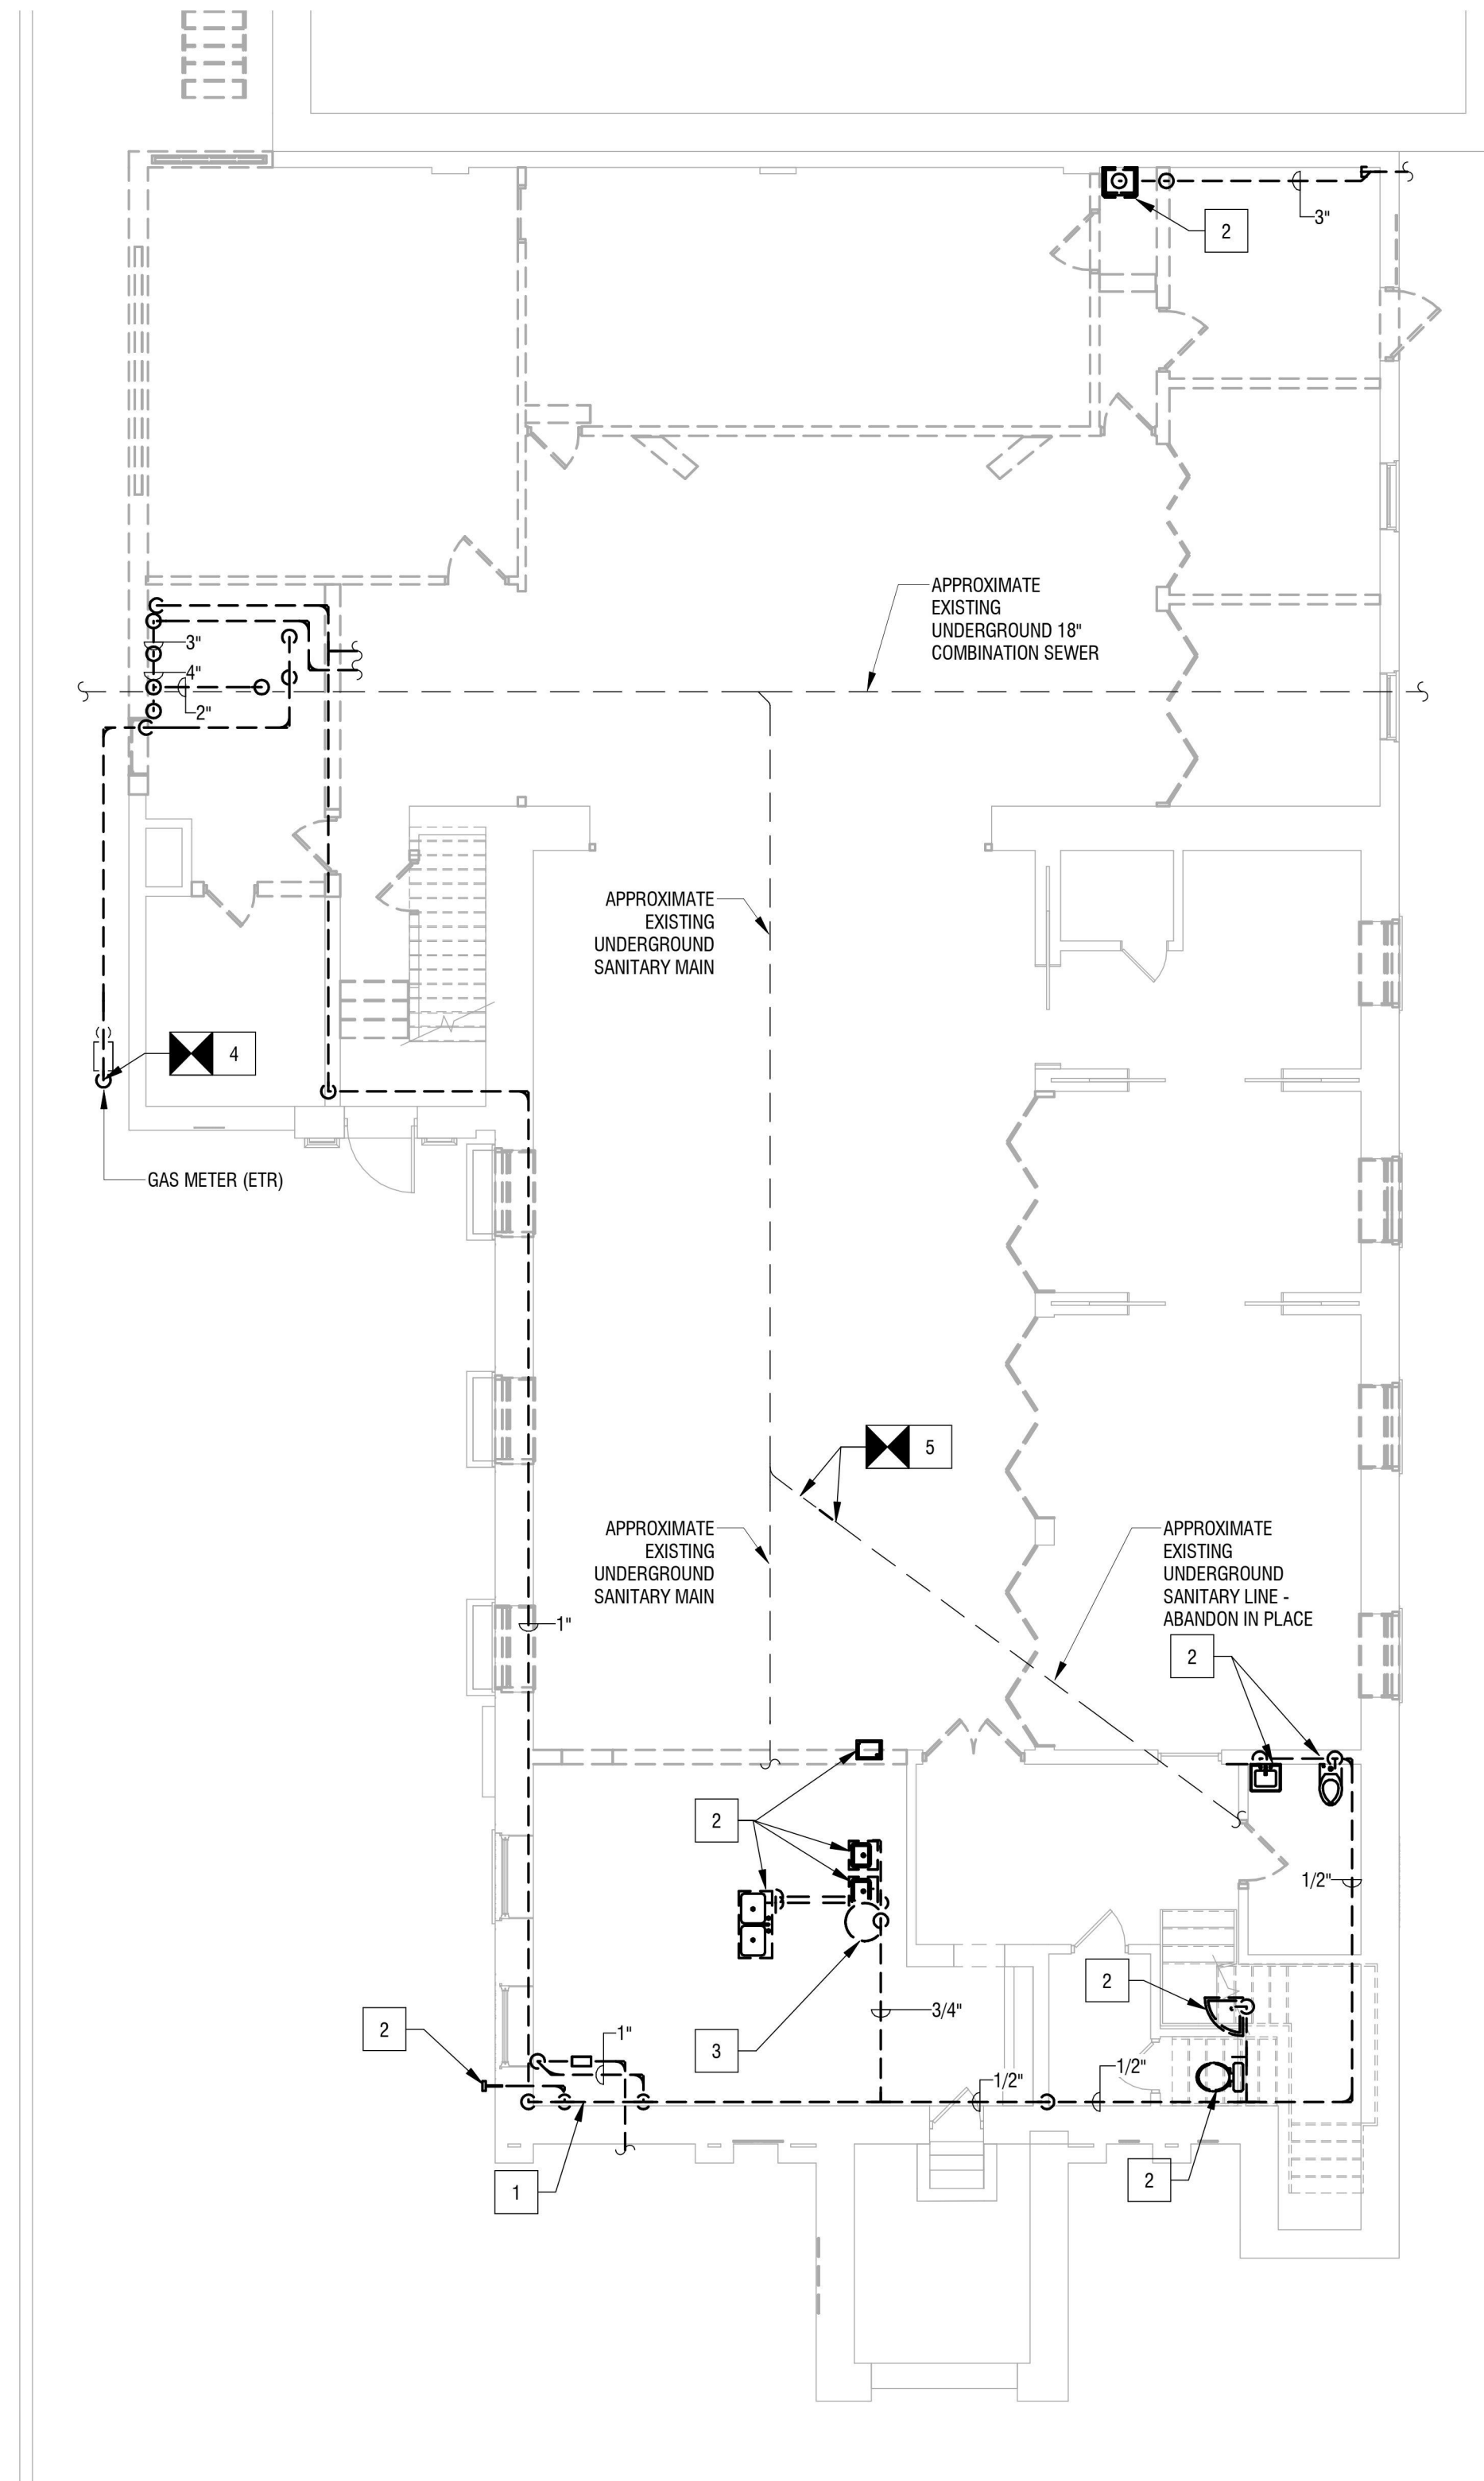 2
3"
APPROXIMATE
EXISTING
UNDERGROUND 18"
COMBINATION SEWER
3"
4"
2"
APPROXIMATE
EXISTING
UNDERGROUND
SANITARY MAIN
4
GAS METER (ETR)
5
APPROXIMATE
EXISTING
UNDERGROUND
SANITARY MAIN
APPROXIMATE
EXISTING
UNDERGROUND
SANITARY LINE -
ABANDON IN PLACE
1"
2
2
1/2"
2
3/4"
2
1"
3
1/2"
1/2"
1
2